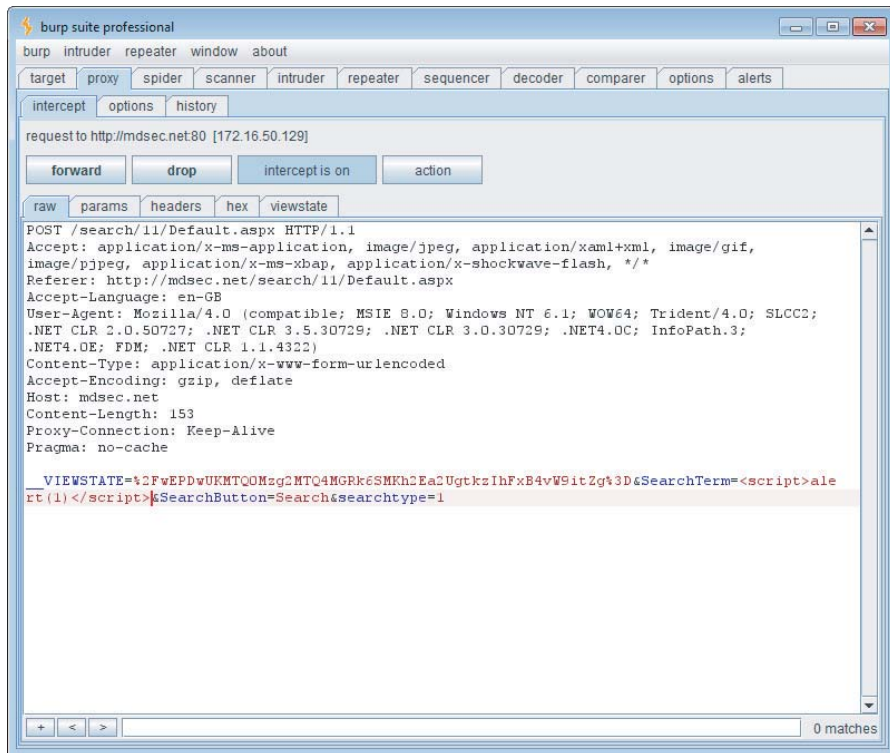 burp suite professional
burp intruder repeater window about
target proxy spider scanner intruder repeater sequencer decoder comparer options alerts
intercept options history
request to http://mdsec.net:80 [172.16.50.129]
forward drop intercept is on action
raw params headers hex viewstate
POST /search/11/Default.aspx HTTP/1.1
Accept: application/x-ms-application, image/jpeg, application/xaml+xml, image/gif,
image/pjpeg, application/x-ms-xbap, application/x-shockwave-flash, */*
Referer: http://mdsec.net/search/11/Default.aspx
Accept-Language: en-GB
User-Agent: Mozilla/4.0 (compatible; MSIE 8.0; Windows NT 6.1; WOW64; Trident/4.0; SLCC2;
.NET CLR 2.0.50727; .NET CLR 3.5.30729; .NET CLR 3.0.30729; .NET4.0C; InfoPath.3;
.NET4.0E; FDM; .NET CLR 1.1.4322)
Content-Type: application/x-www-form-urlencoded
Accept-Encoding: gzip, deflate
Host: mdsec.net
Content-Length: 153
Proxy-Connection: Keep-Alive
Pragma: no-cache
__VIEWSTATE=%2FwEPDwUKMTQ0Mzg2MTQ4MGRk6SMKh2Ea2UgtkzIhFxB4vW9itZg%3D&SearchTerm=<script>ale
rt(1)</script>&SearchButton=Search&searchtype=1
+ < > 0 matches